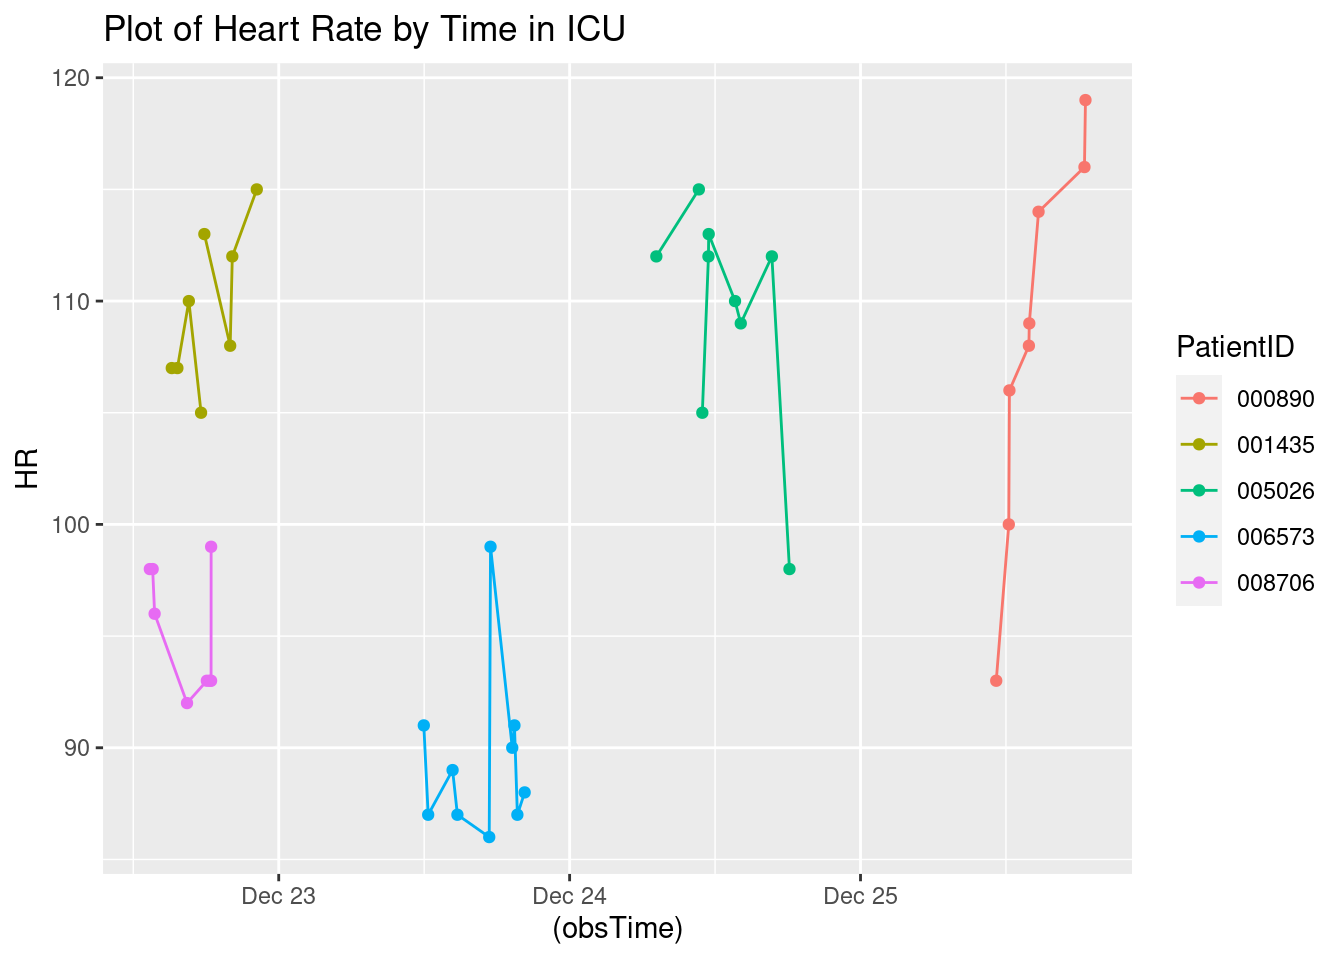 Plot of Heart Rate by Time in ICU
120
110
100
90
HR
Dec 23 Dec 24 Dec 25
(obsTime)
PatientID
000890
001435
005026
006573
008706